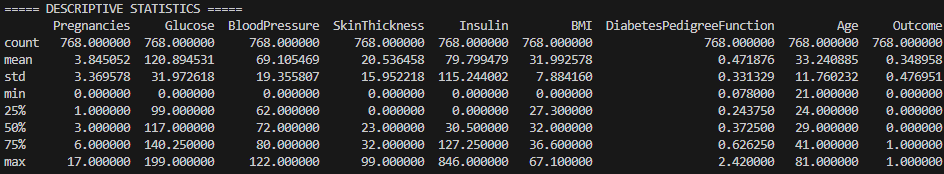 ===== DESCRIPTIVE STATISTICS =====
       Pregnancies     Glucose  BloodPressure  SkinThickness     Insulin         BMI  DiabetesPedigreeFunction         Age     Outcome
count   768.000000  768.000000     768.000000     768.000000  768.000000  768.000000                768.000000  768.000000  768.000000
mean      3.845052  120.894531      69.105469      20.536458   79.799479   31.992578                  0.471876   33.240885    0.348958
std       3.369578   31.972618      19.355807      15.952218  115.244002    7.884160                  0.331329   11.760232    0.476951
min       0.000000    0.000000       0.000000       0.000000    0.000000    0.000000                  0.078000   21.000000    0.000000
25%       1.000000   99.000000      62.000000       0.000000    0.000000   27.300000                  0.243750   24.000000    0.000000
50%       3.000000  117.000000      72.000000      23.000000   30.500000   32.000000                  0.372500   29.000000    0.000000
75%       6.000000  140.250000      80.000000      32.000000  127.250000   36.600000                  0.626250   41.000000    1.000000
max      17.000000  199.000000     122.000000      99.000000  846.000000   67.100000                  2.420000   81.000000    1.000000